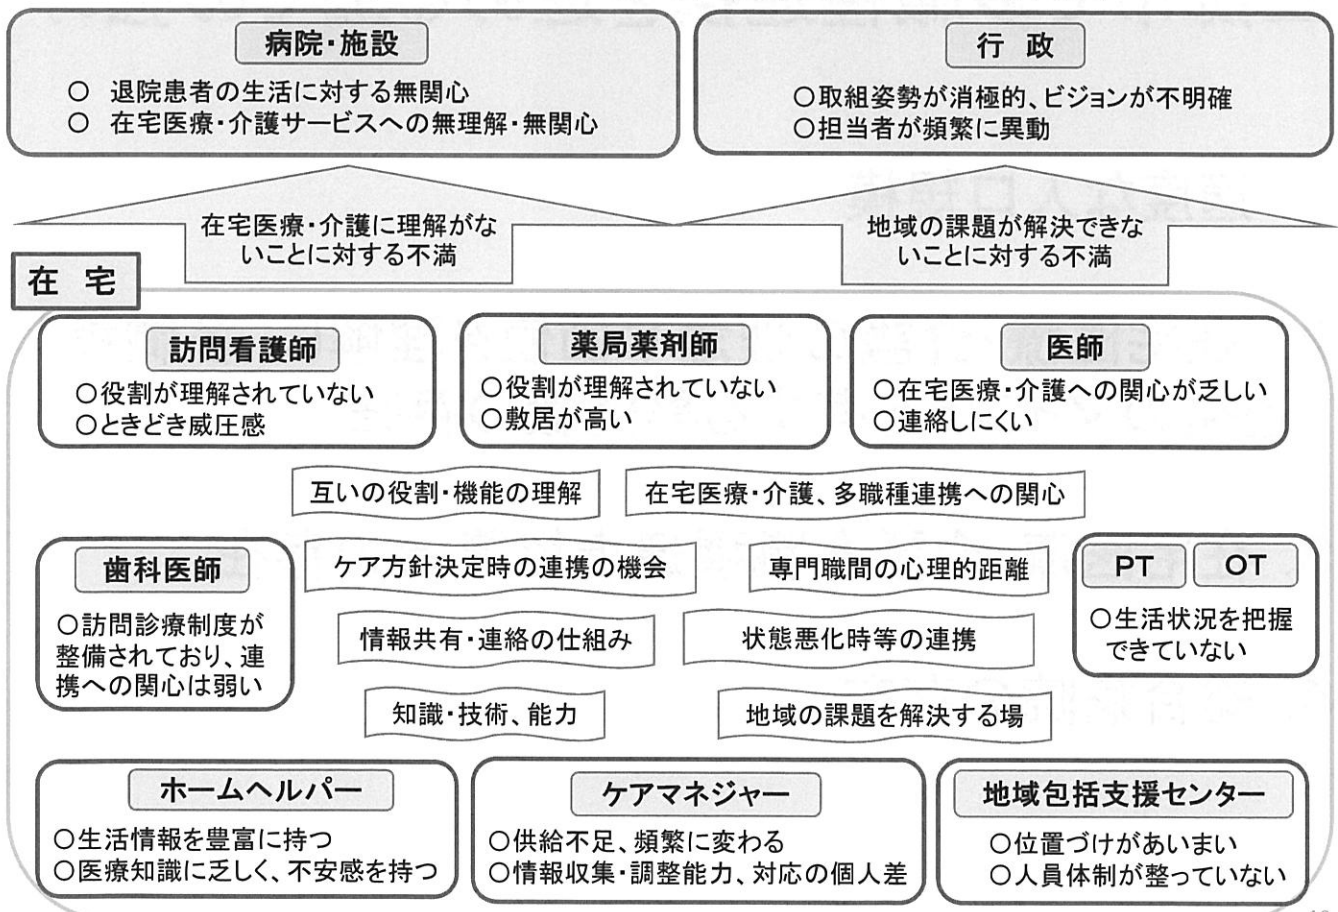 病院・施設
○ 退院患者の生活に対する無関心
○ 在宅医療・介護サービスへの無理解・無関心
行 政
○取組姿勢が消極的、ビジョンが不明確
○担当者が頻繁に異動
在宅医療・介護に理解がな
いことに対する不満
地域の課題が解決できな
いことに対する不満
在 宅
訪問看護師
○役割が理解されていない
○ときどき威圧感
薬局薬剤師
○役割が理解されていない
○敷居が高い
医師
○在宅医療・介護への関心が乏しい
○連絡しにくい
互いの役割・機能の理解
在宅医療・介護、多職種連携への関心
歯科医師
○訪問診療制度が
整備されており、連
携への関心は弱い
ケア方針決定時の連携の機会
専門職間の心理的距離
PT
OT
○生活状況を把握
できていない
情報共有・連絡の仕組み
状態悪化時等の連携
知識・技術、能力
地域の課題を解決する場
ホームヘルパー
○生活情報を豊富に持つ
○医療知識に乏しく、不安感を持つ
ケアマネジャー
○供給不足、頻繁に変わる
○情報収集・調整能力、対応の個人差
地域包括支援センター
○位置づけがあいまい
○人員体制が整っていない